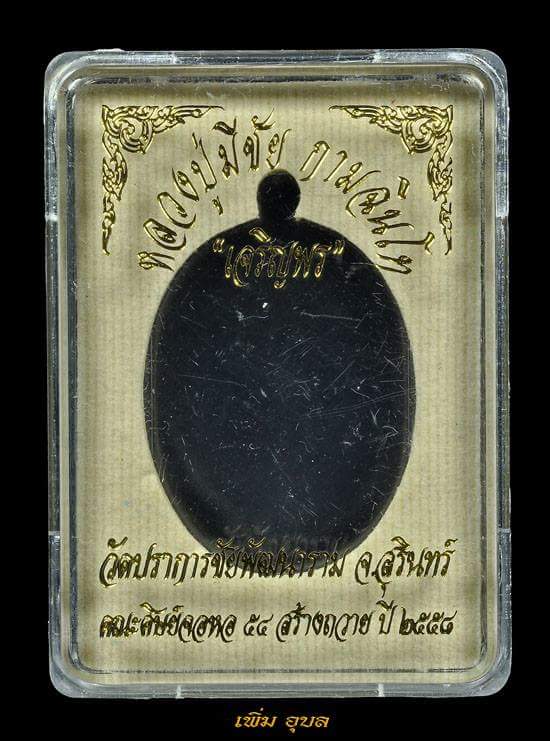 หลวงปู่มีชัย กามฉินโท
"เจริญพร"
วัดปราการชัยพัฒนาราม จ.สุรินทร์
คณะศิษย์จอหอ ๕๔ สร้างถวาย ปี ๒๕๕๘
เพิ่ม อุบล